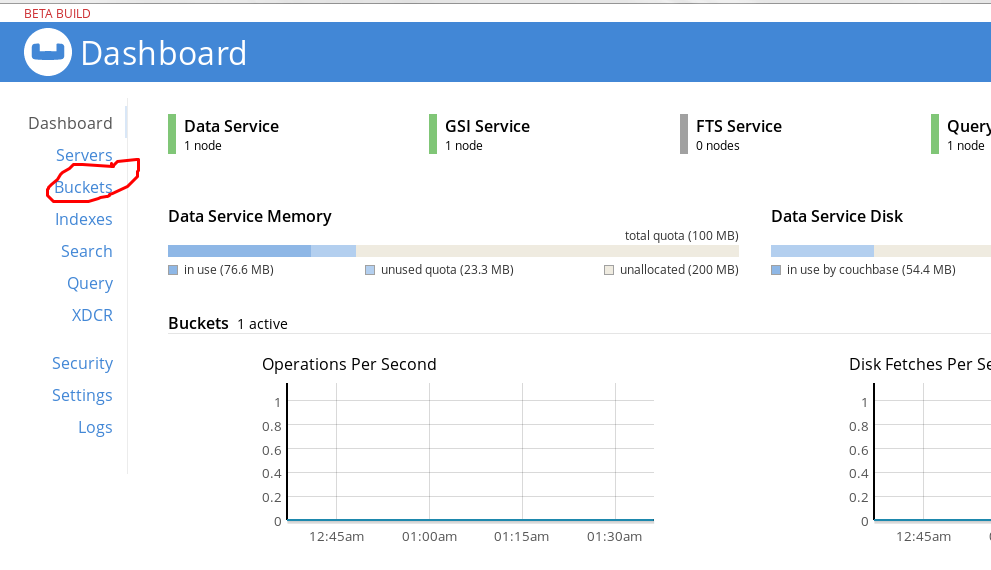 BETA BUILD
Dashboard
Dashboard
Servers
Buckets
Indexes
Search
Query
XDCR
Security
Settings
Logs
Data Service
1 node
GSI Service
1 node
FTS Service
0 nodes
Query
1 node
Data Service Memory
total quota (100 MB)
in use (76.6 MB)
unused quota (23.3 MB)
unallocated (200 MB)
Data Service Disk
in use by couchbase (54.4 MB)
Buckets 1 active
Operations Per Second
1
0.8
0.6
0.4
0.2
0
12:45am 01:00am 01:15am 01:30am
Disk Fetches Per Se
1
0.8
0.6
0.4
0.2
0
12:45am